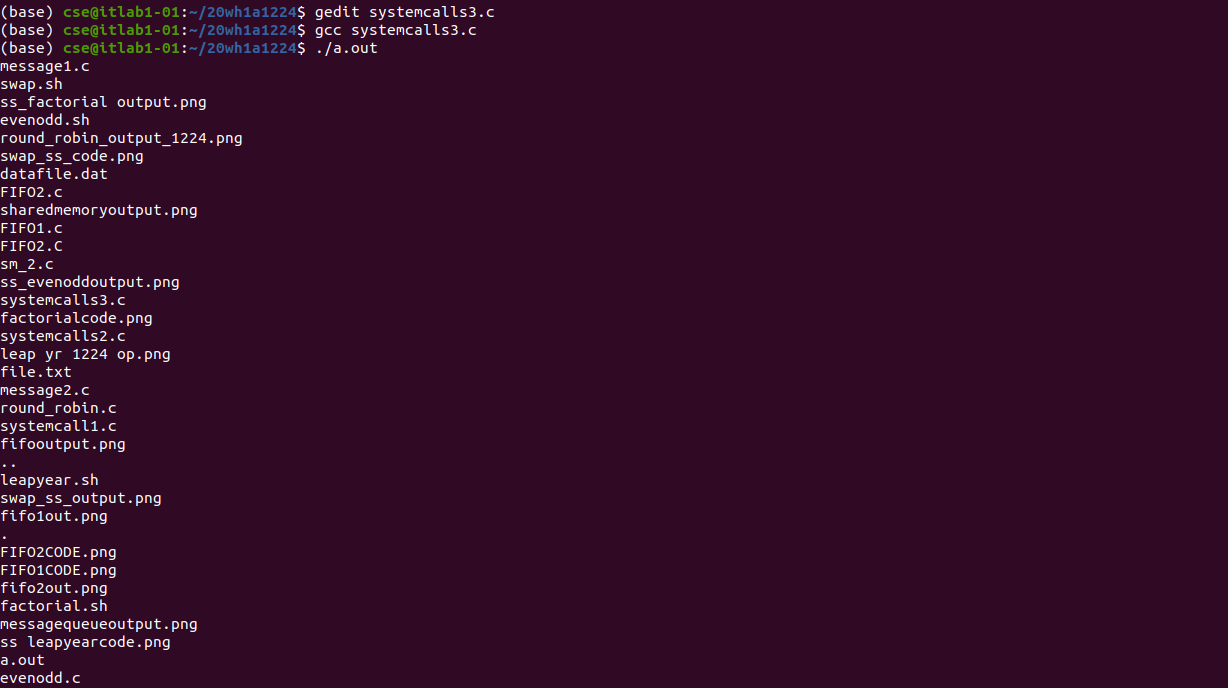 (base) cse@itlab1-01:~/20wh1a1224$ gedit systemcalls3.c
(base) cse@itlab1-01:~/20wh1a1224$ gcc systemcalls3.c
(base) cse@itlab1-01:~/20wh1a1224$ ./a.out
message1.c
swap.sh
ss_factorial output.png
evenodd.sh
round_robin_output_1224.png
swap_ss_code.png
datafile.dat
FIFO2.c
sharedmemoryoutput.png
FIFO1.c
FIFO2.C
sm_2.c
ss_evenoddoutput.png
systemcalls3.c
factorialcode.png
systemcalls2.c
leap yr 1224 op.png
file.txt
message2.c
round_robin.c
systemcall1.c
fifooutput.png
..
leapyear.sh
swap_ss_output.png
fifo1out.png
.
FIFO2CODE.png
FIFO1CODE.png
fifo2out.png
factorial.sh
messagequeueoutput.png
ss leapyearcode.png
a.out
evenodd.c